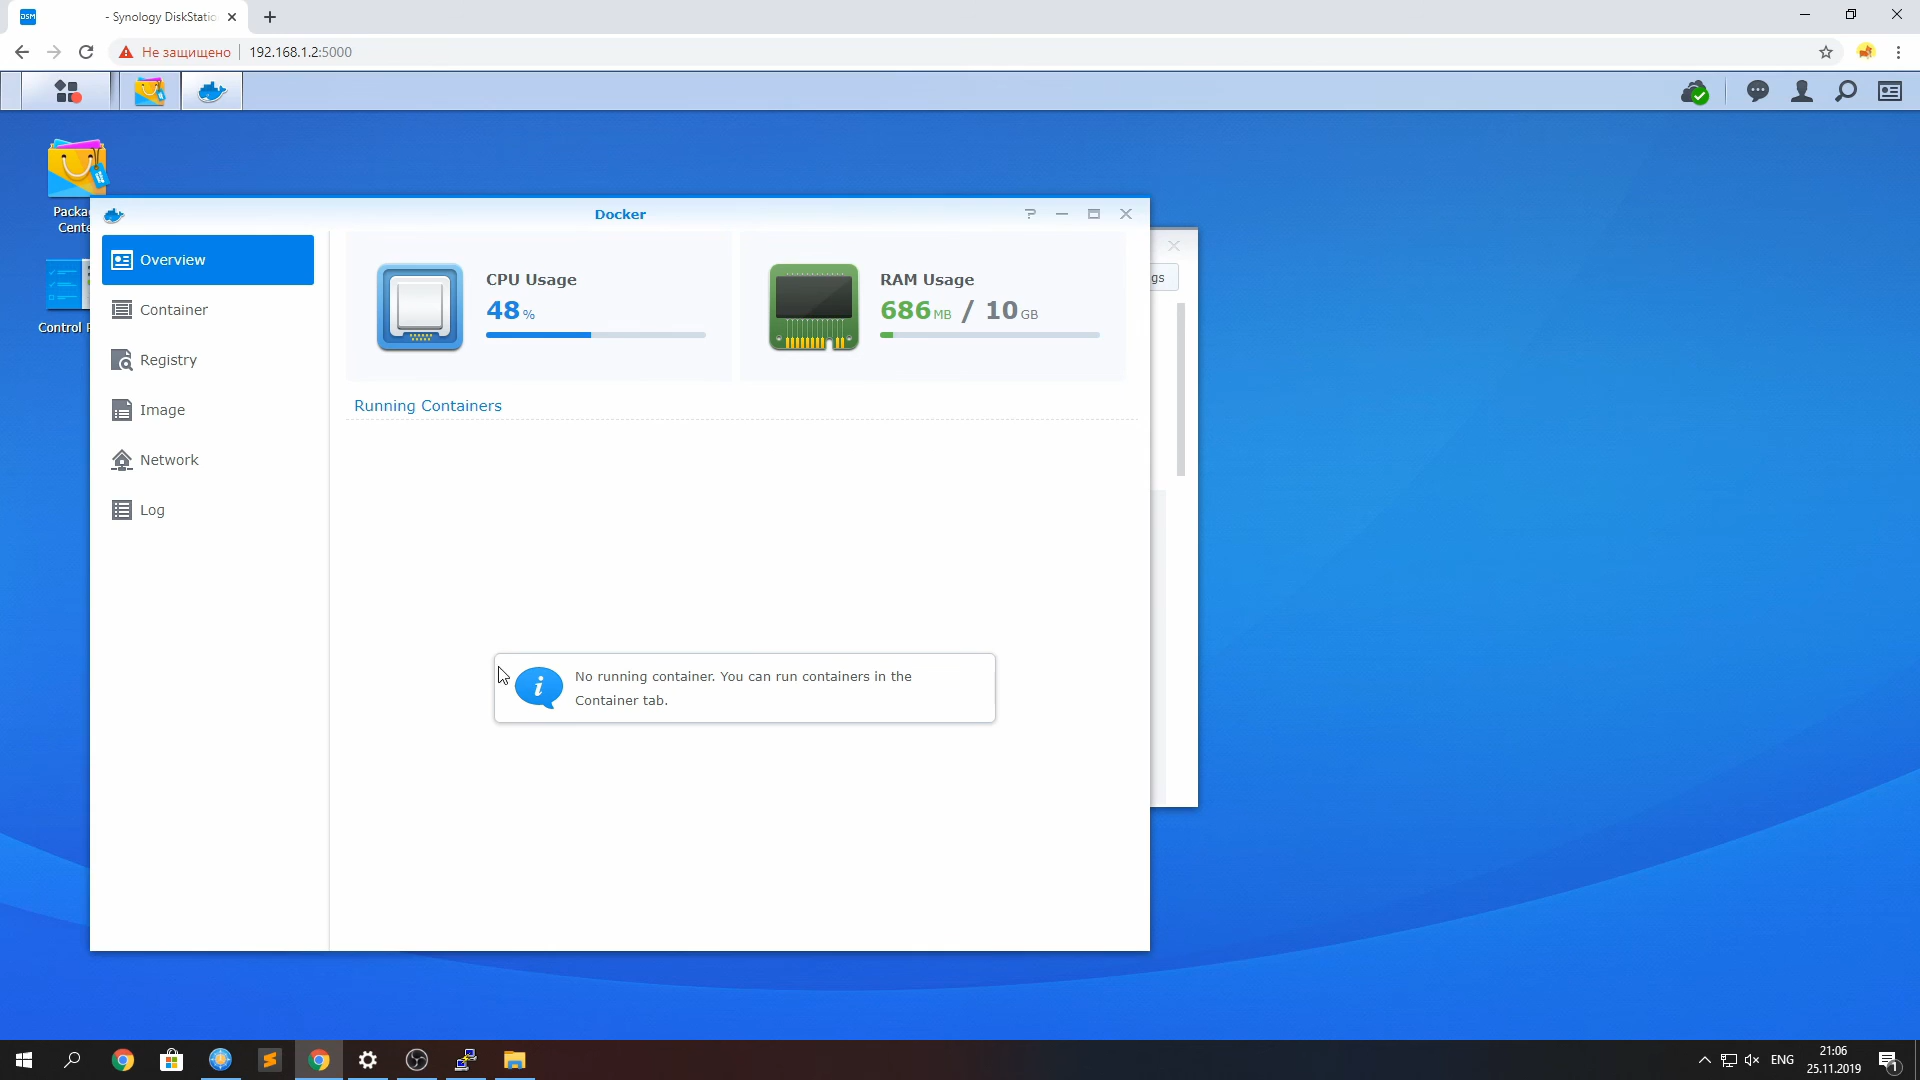 DSM
- Synology DiskStatio
Не защищено
192.168.1.2:5000
Packa
Cente
Control P
Docker
gs
Overview
Container
Registry
Image
Network
Log
CPU Usage
48 %
RAM Usage
686 MB / 10 GB
Running Containers
No running container. You can run containers in the
Container tab.
ENG
21:06
25.11.2019
1